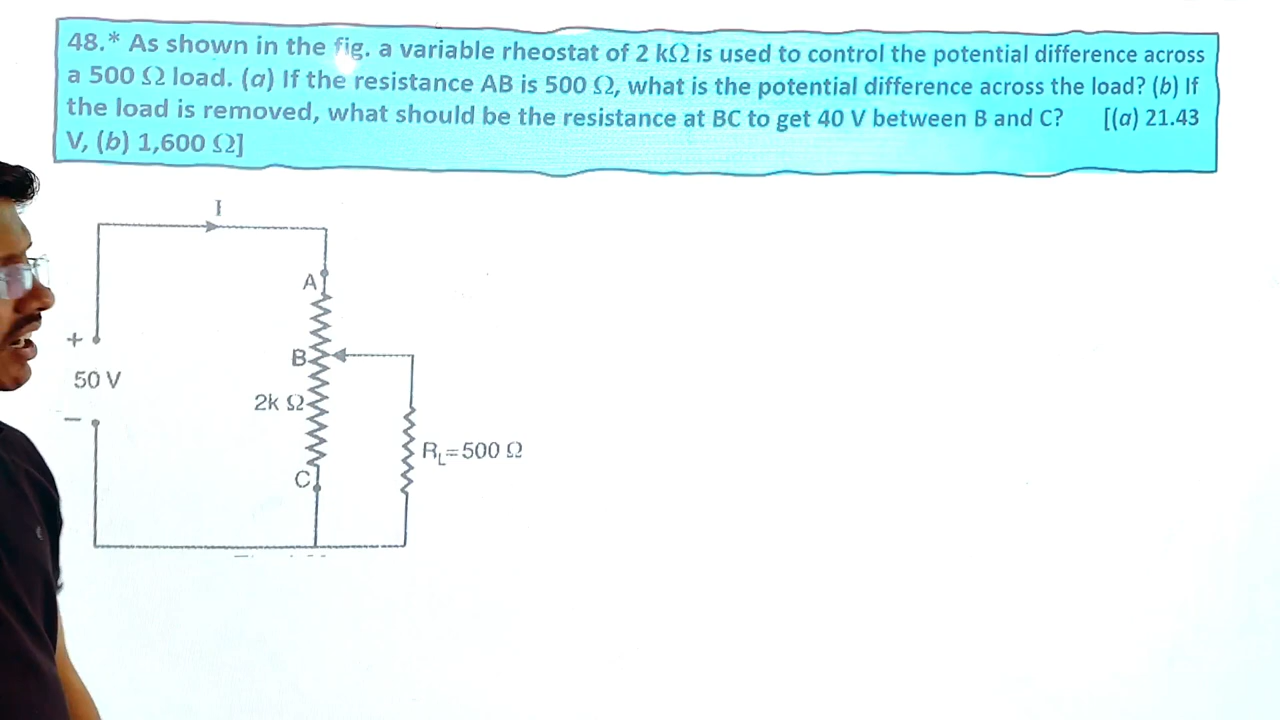 48.* As shown in the fig. a variable rheostat of 2 kΩ is used to control the potential difference across
a 500 Ω load. (a) If the resistance AB is 500 Ω, what is the potential difference across the load? (b) If
the load is removed, what should be the resistance at BC to get 40 V between B and C? [(a) 21.43
V, (b) 1,600 Ω]
I
A
+
B
50 V
2k Ω
−
R_L=500 Ω
C